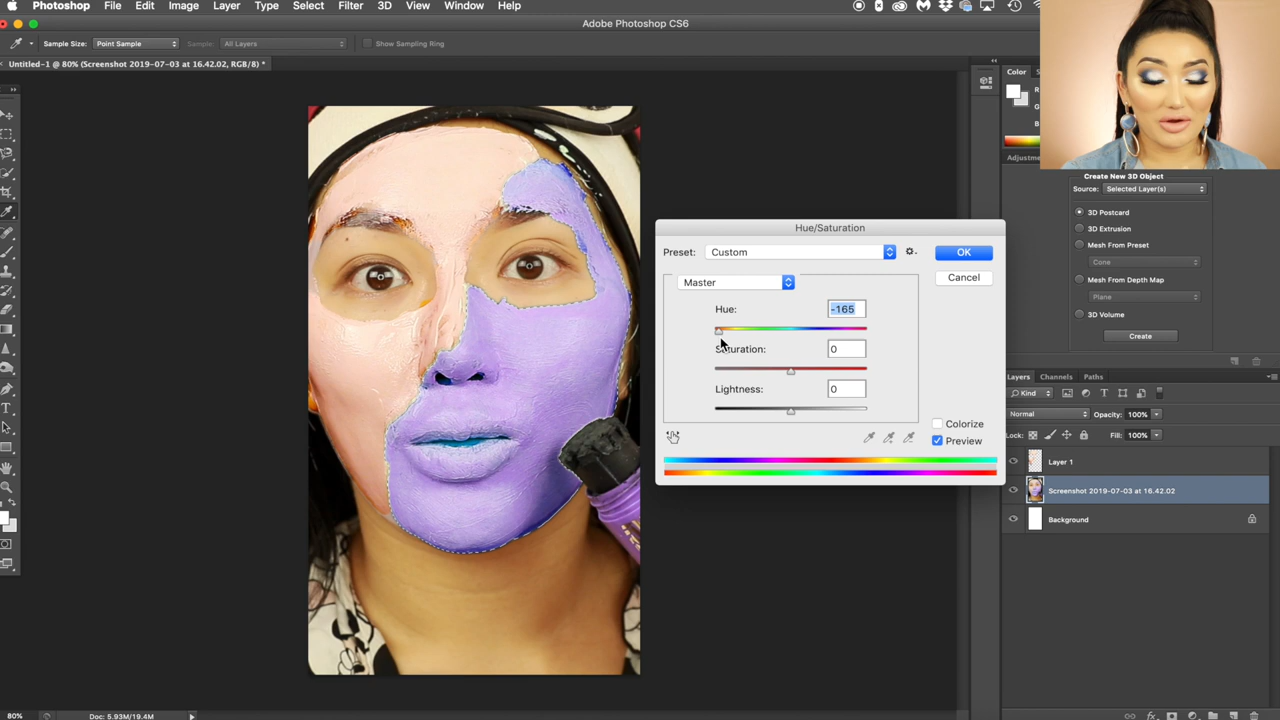 Photoshop File Edit Image Layer Type Select Filter 3D View Window Help
Adobe Photoshop CS6
Sample Size: Point Sample Sample: All Layers Show Sampling Ring
Untitled-1 @ 80% (Screenshot 2019-07-03 at 16.42.02, RGB/8) *
Color
R
G
B
Adjustme
Create New 3D Object
Source: Selected Layer(s)
3D Postcard
3D Extrusion
Mesh From Preset
Cone
Mesh From Depth Map
Plane
3D Volume
Create
Hue/Saturation
Preset: Custom
OK
Cancel
Master
Hue: -165
Saturation: 0
Lightness: 0
Colorize
Preview
Layers Channels Paths
Kind
Normal Opacity: 100%
Lock: Fill: 100%
Layer 1
Screenshot 2019-07-03 at 16.42.02
Background
80% Doc: 5.93M/19.4M